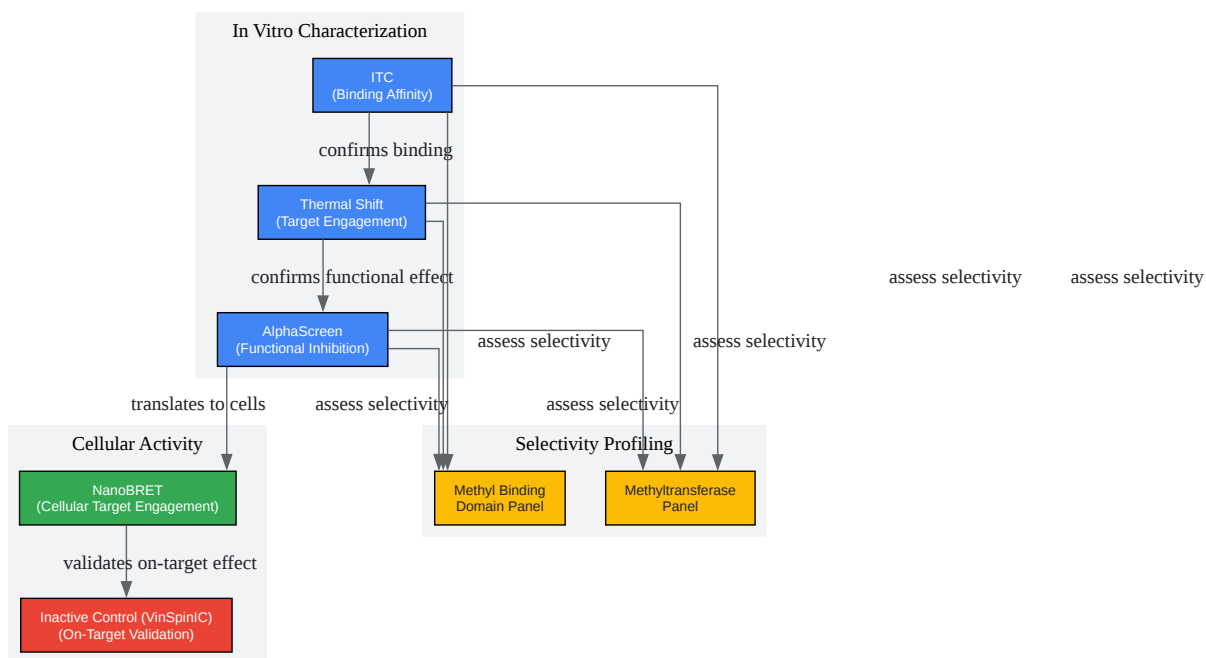 In Vitro Characterization
ITC
(Binding Affinity)
confirms binding
Thermal Shift
(Target Engagement)
confirms functional effect
assess selectivity
assess selectivity
AlphaScreen
(Functional Inhibition)
assess selectivity
assess selectivity
translates to cells
assess selectivity
assess selectivity
Cellular Activity
Selectivity Profiling
NanoBRET
(Cellular Target Engagement)
Methyl Binding
Domain Panel
Methyltransferase
Panel
validates on-target effect
Inactive Control (VinSpinIC)
(On-Target Validation)